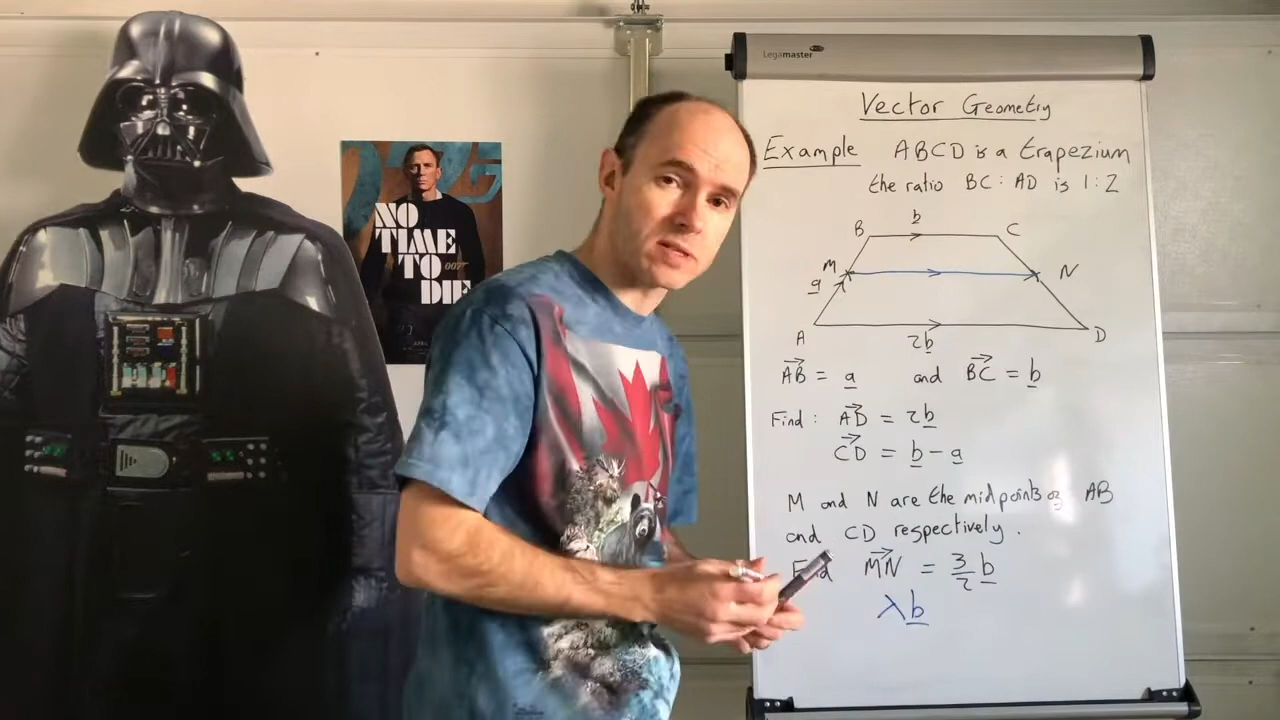 Legamaster
Vector Geometry
Example ABCD is a trapezium
the ratio BC : AD is 1 : 2
b
B C
M N
a
A D
2b
AB = a and BC = b
Find : AD = 2b
CD = b - a
M and N are the midpoints of AB
and CD respectively.
Find MN = 3/2 b
λb
NO
TIME
TO 007
DIE